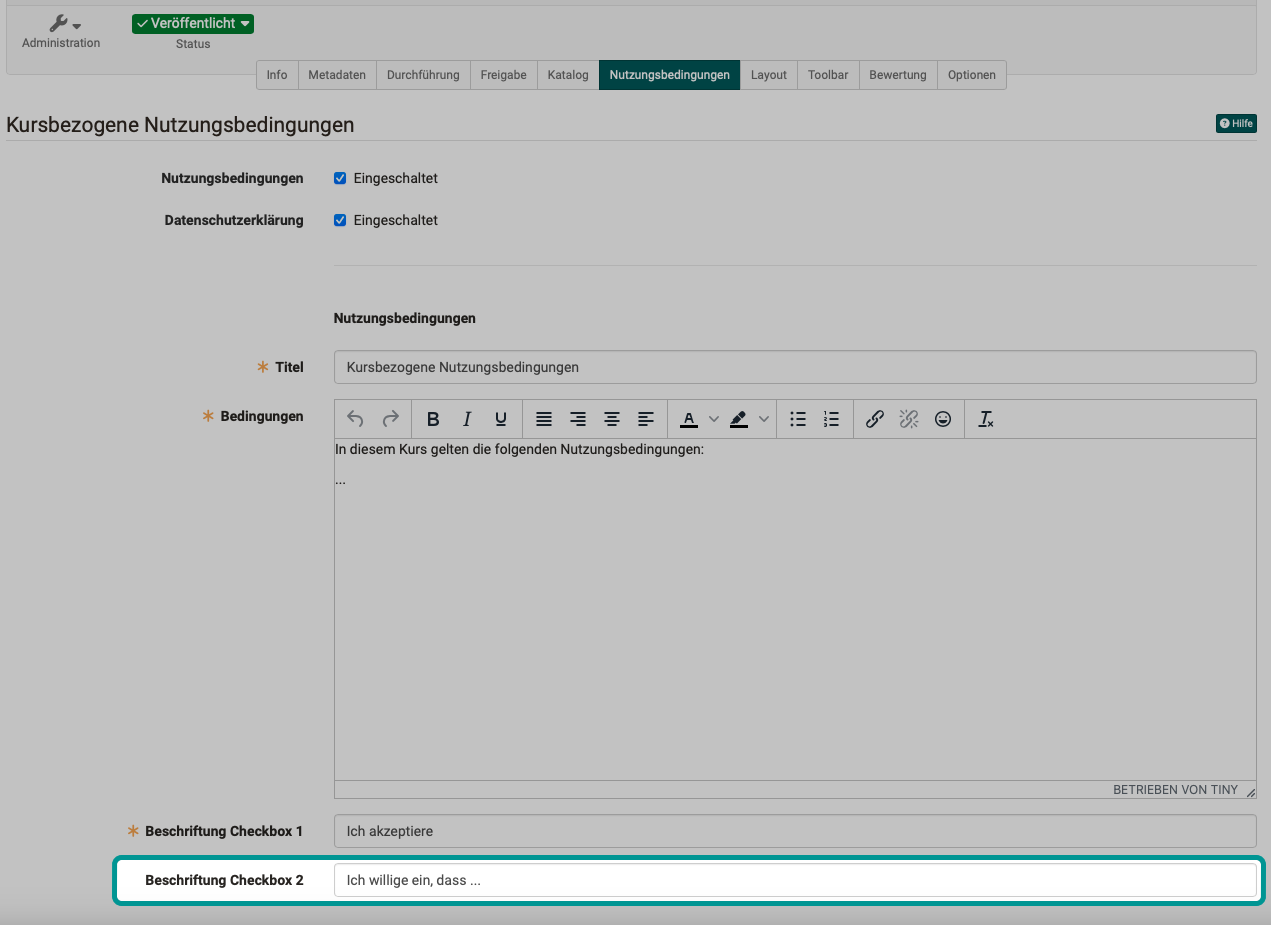 Veröffentlicht
Administration
Status
Info Metadaten Durchführung Freigabe Katalog Nutzungsbedingungen Layout Toolbar Bewertung Optionen
Kursbezogene Nutzungsbedingungen
Hilfe
Nutzungsbedingungen Eingeschaltet
Datenschutzerklärung Eingeschaltet
Nutzungsbedingungen
Titel Kursbezogene Nutzungsbedingungen
Bedingungen
In diesem Kurs gelten die folgenden Nutzungsbedingungen:
...
BETRIEBEN VON TINY
Beschriftung Checkbox 1 Ich akzeptiere
Beschriftung Checkbox 2 Ich willige ein, dass ...